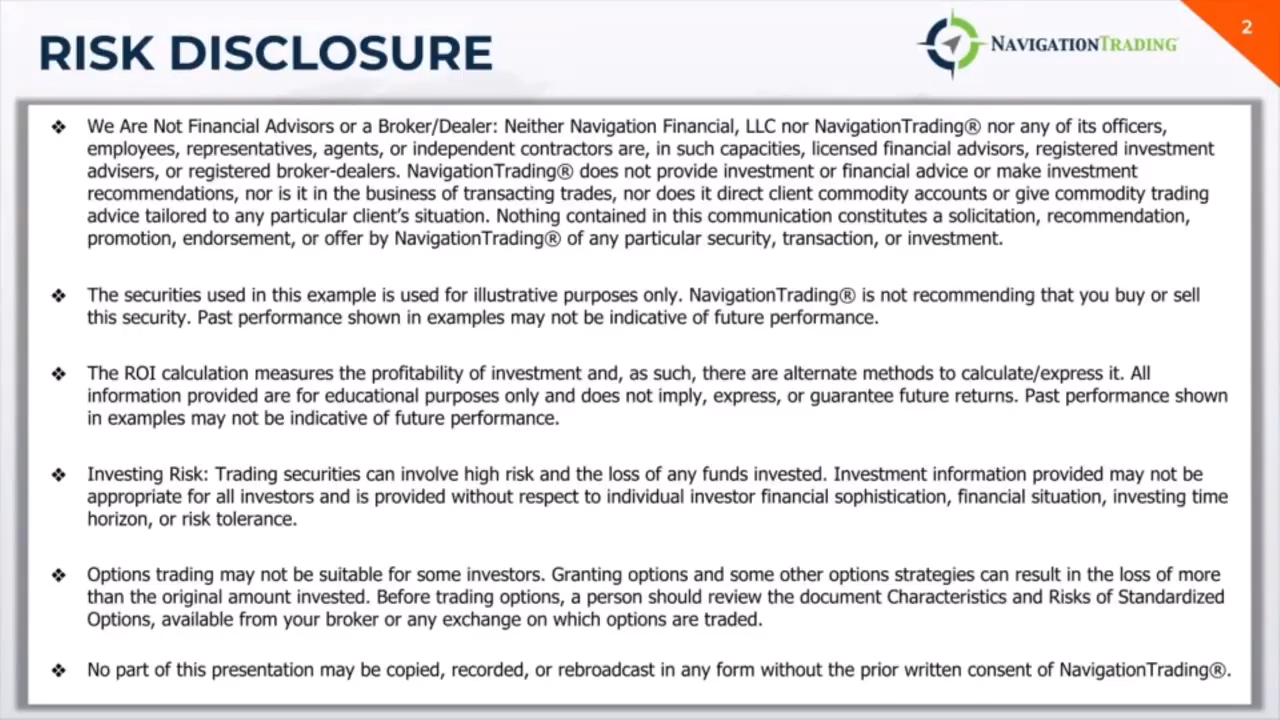 RISK DISCLOSURE
NAVIGATIONTRADING®
2
❖ We Are Not Financial Advisors or a Broker/Dealer: Neither Navigation Financial, LLC nor NavigationTrading® nor any of its officers,
employees, representatives, agents, or independent contractors are, in such capacities, licensed financial advisors, registered investment
advisers, or registered broker-dealers. NavigationTrading® does not provide investment or financial advice or make investment
recommendations, nor is it in the business of transacting trades, nor does it direct client commodity accounts or give commodity trading
advice tailored to any particular client's situation. Nothing contained in this communication constitutes a solicitation, recommendation,
promotion, endorsement, or offer by NavigationTrading® of any particular security, transaction, or investment.
❖ The securities used in this example is used for illustrative purposes only. NavigationTrading® is not recommending that you buy or sell
this security. Past performance shown in examples may not be indicative of future performance.
❖ The ROI calculation measures the profitability of investment and, as such, there are alternate methods to calculate/express it. All
information provided are for educational purposes only and does not imply, express, or guarantee future returns. Past performance shown
in examples may not be indicative of future performance.
❖ Investing Risk: Trading securities can involve high risk and the loss of any funds invested. Investment information provided may not be
appropriate for all investors and is provided without respect to individual investor financial sophistication, financial situation, investing time
horizon, or risk tolerance.
❖ Options trading may not be suitable for some investors. Granting options and some other options strategies can result in the loss of more
than the original amount invested. Before trading options, a person should review the document Characteristics and Risks of Standardized
Options, available from your broker or any exchange on which options are traded.
❖ No part of this presentation may be copied, recorded, or rebroadcast in any form without the prior written consent of NavigationTrading®.